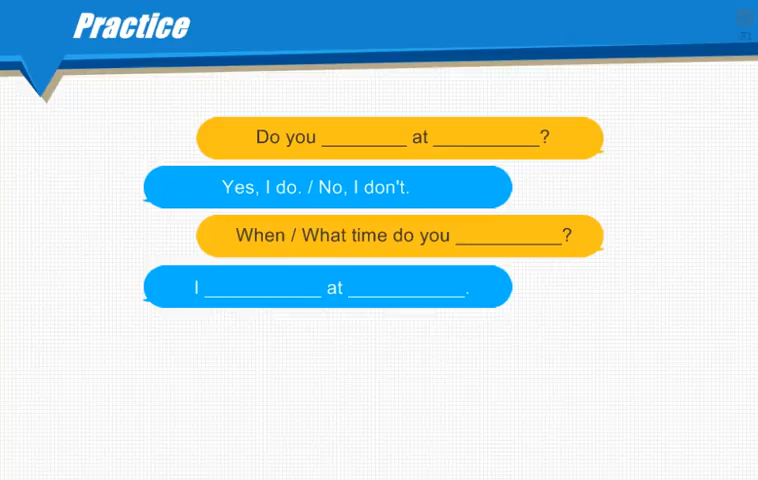 Practice
Do you ________ at __________?
Yes, I do. / No, I don't.
When / What time do you __________?
I ___________ at ___________.